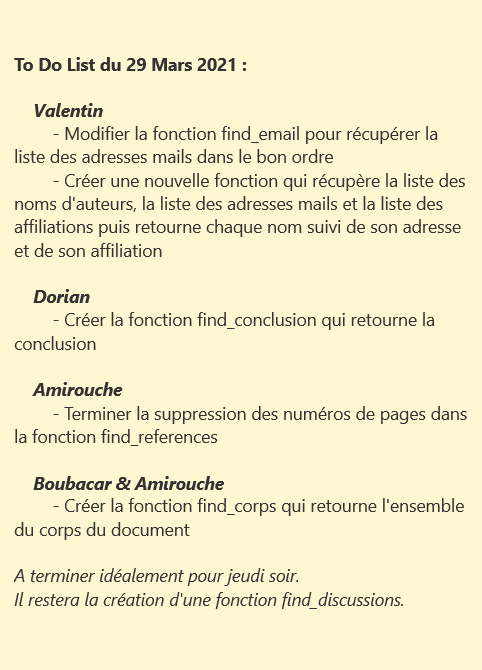 To Do List du 29 Mars 2021 :
Valentin
- Modifier la fonction find_email pour récupérer la
liste des adresses mails dans le bon ordre
- Créer une nouvelle fonction qui récupère la liste des
noms d'auteurs, la liste des adresses mails et la liste des
affiliations puis retourne chaque nom suivi de son adresse
et de son affiliation
Dorian
- Créer la fonction find_conclusion qui retourne la
conclusion
Amirouche
- Terminer la suppression des numéros de pages dans
la fonction find_references
Boubacar & Amirouche
- Créer la fonction find_corps qui retourne l'ensemble
du corps du document
A terminer idéalement pour jeudi soir.
Il restera la création d'une fonction find_discussions.